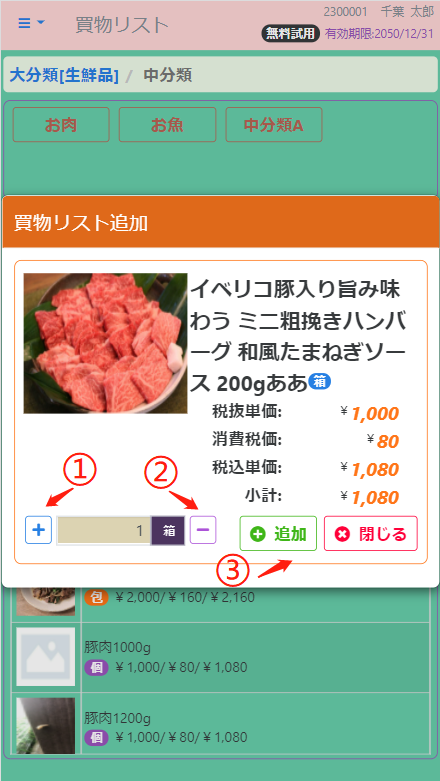 買物リスト
2300001 千葉 太郎
無料試用 有効期限:2050/12/31
大分類[生鮮品] / 中分類
お肉 お魚 中分類A
買物リスト追加
イベリコ豚入り旨み味
わう ミニ粗挽きハンバ
ーグ 和風たまねぎソー
ス 200gああ 箱
税抜単価: ¥1,000
消費税価: ¥80
税込単価: ¥1,080
小計: ¥1,080
① ②
+ 1 箱 − 追加 閉じる
③
包 ¥2,000/¥160/¥2,160
豚肉1000g
個 ¥1,000/¥80/¥1,080
豚肉1200g
個 ¥1,000/¥80/¥1,080